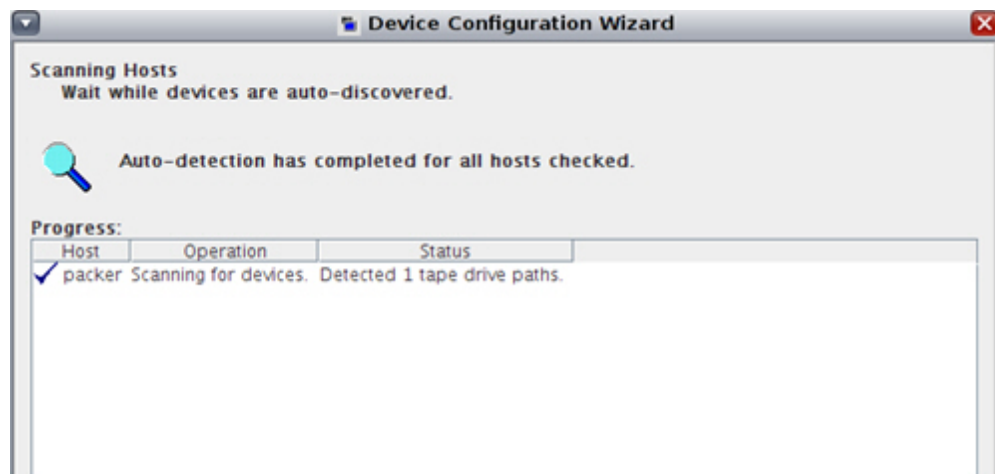 Device Configuration Wizard
Scanning Hosts
Wait while devices are auto-discovered.
Auto-detection has completed for all hosts checked.
Progress:
Host Operation Status
packer Scanning for devices. Detected 1 tape drive paths.